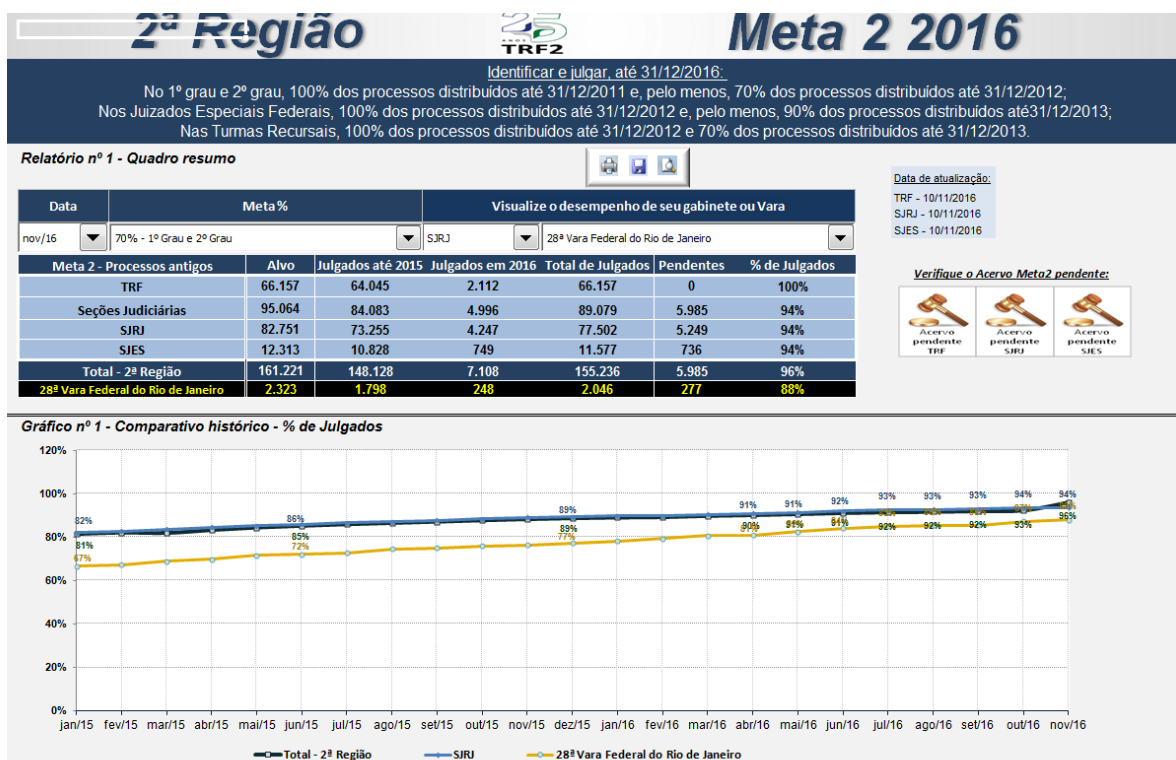 2ª Região
ANOS
TRF2
Meta 2 2016
Identificar e julgar, até 31/12/2016:
No 1º grau e 2º grau, 100% dos processos distribuídos até 31/12/2011 e, pelo menos, 70% dos processos distribuídos até 31/12/2012;
Nos Juizados Especiais Federais, 100% dos processos distribuídos até 31/12/2012 e, pelo menos, 90% dos processos distribuídos até31/12/2013;
Nas Turmas Recursais, 100% dos processos distribuídos até 31/12/2012 e 70% dos processos distribuídos até 31/12/2013.
Relatório nº 1 - Quadro resumo
Data de atualização:
TRF - 10/11/2016
SJRJ - 10/11/2016
SJES - 10/11/2016
Data Meta% Visualize o desempenho de seu gabinete ou Vara
nov/16 70% - 1º Grau e 2º Grau SJRJ 28ª Vara Federal do Rio de Janeiro
Meta 2 - Processos antigos Alvo Julgados até 2015 Julgados em 2016 Total de Julgados Pendentes % de Julgados
TRF 66.157 64.045 2.112 66.157 0 100%
Seções Judiciárias 95.064 84.083 4.996 89.079 5.985 94%
SJRJ 82.751 73.255 4.247 77.502 5.249 94%
SJES 12.313 10.828 749 11.577 736 94%
Total - 2ª Região 161.221 148.128 7.108 155.236 5.985 96%
28ª Vara Federal do Rio de Janeiro 2.323 1.798 248 2.046 277 88%
Verifique o Acervo Meta2 pendente:
Acervo pendente TRF
Acervo pendente SJRJ
Acervo pendente SJES
Gráfico nº 1 - Comparativo histórico - % de Julgados
120%
100%
80%
60%
40%
20%
0%
82% 86% 89% 91% 91% 92% 93% 93% 93% 94% 94%
81% 85% 89% 90% 91% 91% 92% 92% 92% 93% 96%
67% 72% 77%
jan/15 fev/15 mar/15 abr/15 mai/15 jun/15 jul/15 ago/15 set/15 out/15 nov/15 dez/15 jan/16 fev/16 mar/16 abr/16 mai/16 jun/16 jul/16 ago/16 set/16 out/16 nov/16
Total - 2ª Região SJRJ 28ª Vara Federal do Rio de Janeiro